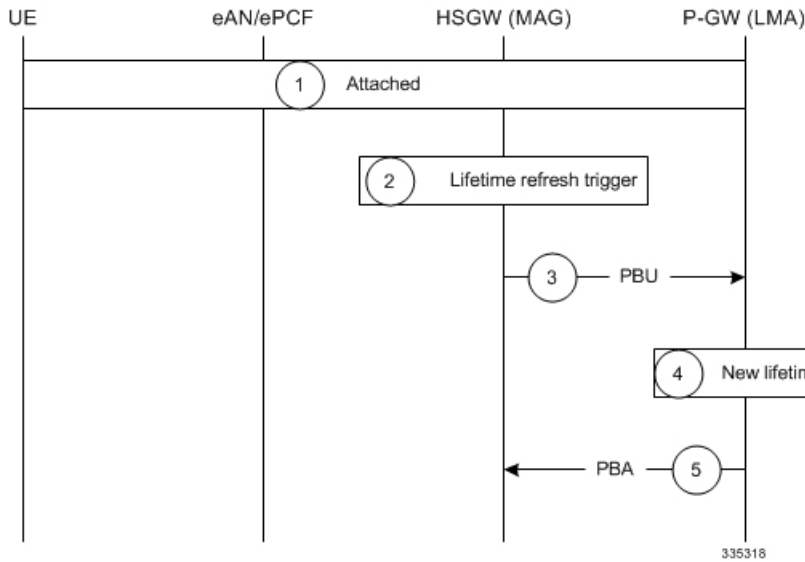 UE eAN/ePCF HSGW (MAG) P-GW (LMA)
1 Attached
2 Lifetime refresh trigger
3 PBU
4 New
PBA 5
335318